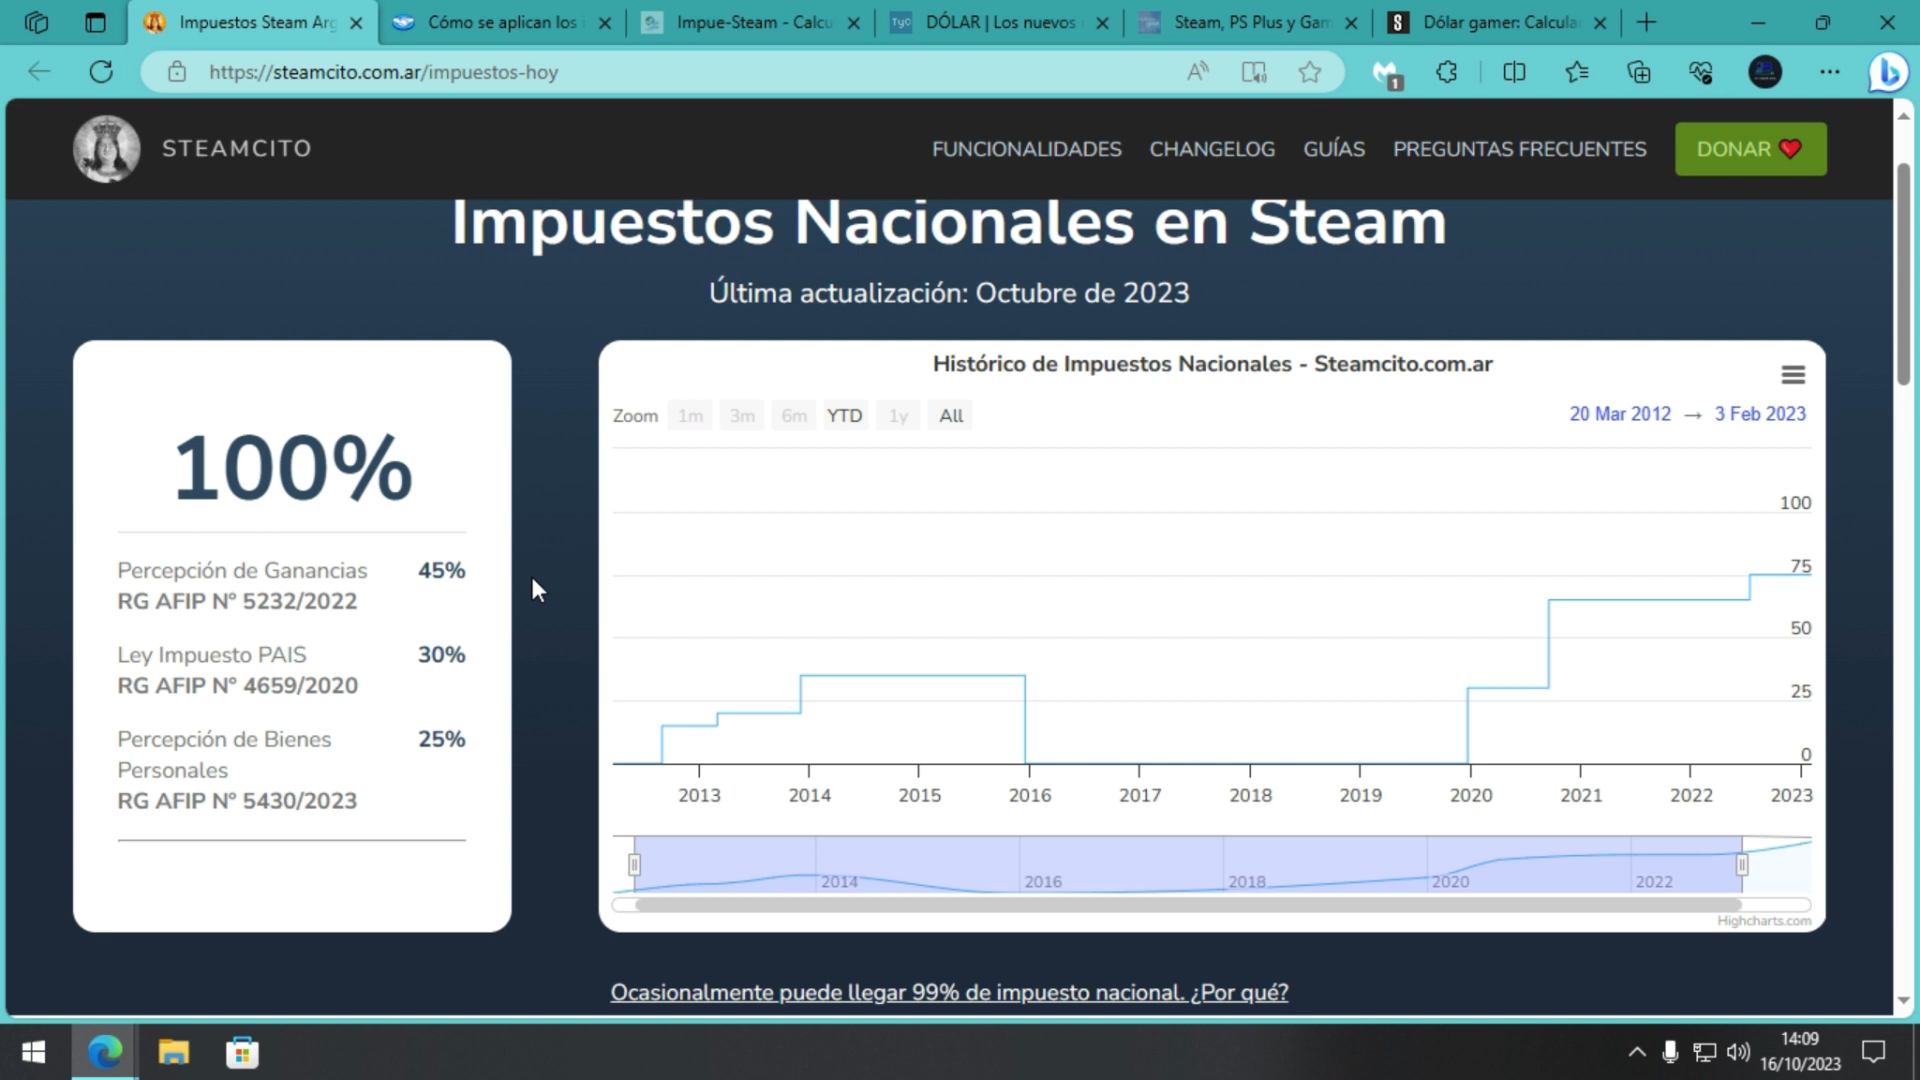 Impuestos Steam Arg
Cómo se aplican los i
Impue-Steam - Calcu
TyC
DÓLAR | Los nuevos
Steam, PS Plus y Gam
S
Dólar gamer: Calcula
https://steamcito.com.ar/impuestos-hoy
1
STEAMCITO
FUNCIONALIDADES
CHANGELOG
GUÍAS
PREGUNTAS FRECUENTES
DONAR
Impuestos Nacionales en Steam
Última actualización: Octubre de 2023
100%
Percepción de Ganancias 45%
RG AFIP Nº 5232/2022
Ley Impuesto PAIS 30%
RG AFIP Nº 4659/2020
Percepción de Bienes 25%
Personales
RG AFIP Nº 5430/2023
Histórico de Impuestos Nacionales - Steamcito.com.ar
Zoom 1m 3m 6m YTD 1y All
20 Mar 2012 → 3 Feb 2023
100
75
50
25
0
2013 2014 2015 2016 2017 2018 2019 2020 2021 2022 2023
2014 2016 2018 2020 2022
Highcharts.com
Ocasionalmente puede llegar 99% de impuesto nacional. ¿Por qué?
14:09
16/10/2023